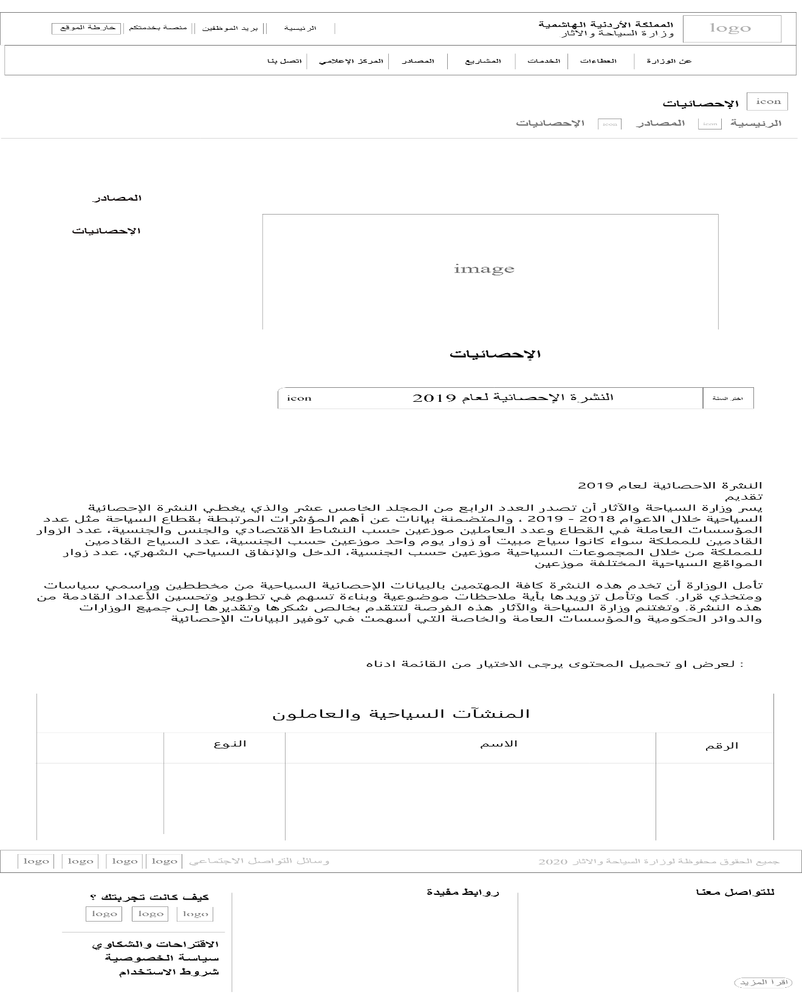 logo
المملكة الأردنية الهاشمية
وزارة السياحة والآثار
الرئيسية
بريد الموظفين
منصة بخدمتكم
خارطة الموقع
عن الوزارة
العطاءات
الخدمات
المشاريع
المصادر
المركز الإعلامي
اتصل بنا
icon
الإحصائيات
الرئيسية
icon
المصادر
icon
الإحصائيات
المصادر
الإحصائيات
image
الإحصائيات
اختر السنة
النشرة الإحصائية لعام 2019
icon
النشرة الاحصائية لعام 2019
تقديم
يسر وزارة السياحة والآثار أن تصدر العدد الرابع من المجلد الخامس عشر والذي يغطي النشرة الإحصائية
السياحية خلال الاعوام 2018 - 2019 ، والمتضمنة بيانات عن أهم المؤشرات المرتبطة بقطاع السياحة مثل عدد
المؤسسات العاملة في القطاع وعدد العاملين موزعين حسب النشاط الاقتصادي والجنس والجنسية، عدد الزوار
القادمين للمملكة سواء كانوا سياح مبيت أو زوار يوم واحد موزعين حسب الجنسية، عدد السياح القادمين
للمملكة من خلال المجموعات السياحية موزعين حسب الجنسية، الدخل والإنفاق السياحي الشهري، عدد زوار
المواقع السياحية المختلفة موزعين
تأمل الوزارة أن تخدم هذه النشرة كافة المهتمين بالبيانات الإحصائية السياحية من مخططين وراسمي سياسات
ومتخذي قرار. كما وتأمل تزويدها بأية ملاحظات موضوعية وبناءة تسهم في تطوير وتحسين الأعداد القادمة من
هذه النشرة. وتغتنم وزارة السياحة والآثار هذه الفرصة لتتقدم بخالص شكرها وتقديرها إلى جميع الوزارات
والدوائر الحكومية والمؤسسات العامة والخاصة التي أسهمت في توفير البيانات الإحصائية
: لعرض او تحميل المحتوى يرجى الاختيار من القائمة ادناه
المنشآت السياحية والعاملون
الرقم
الاسم
النوع
جميع الحقوق محفوظة لوزارة السياحة والاثار 2020
وسائل التواصل الاجتماعي
logo
logo
logo
logo
للتواصل معنا
اقرا المزيد
روابط مفيدة
كيف كانت تجربتك ؟
logo
logo
logo
الاقتراحات والشكاوي
سياسة الخصوصية
شروط الاستخدام